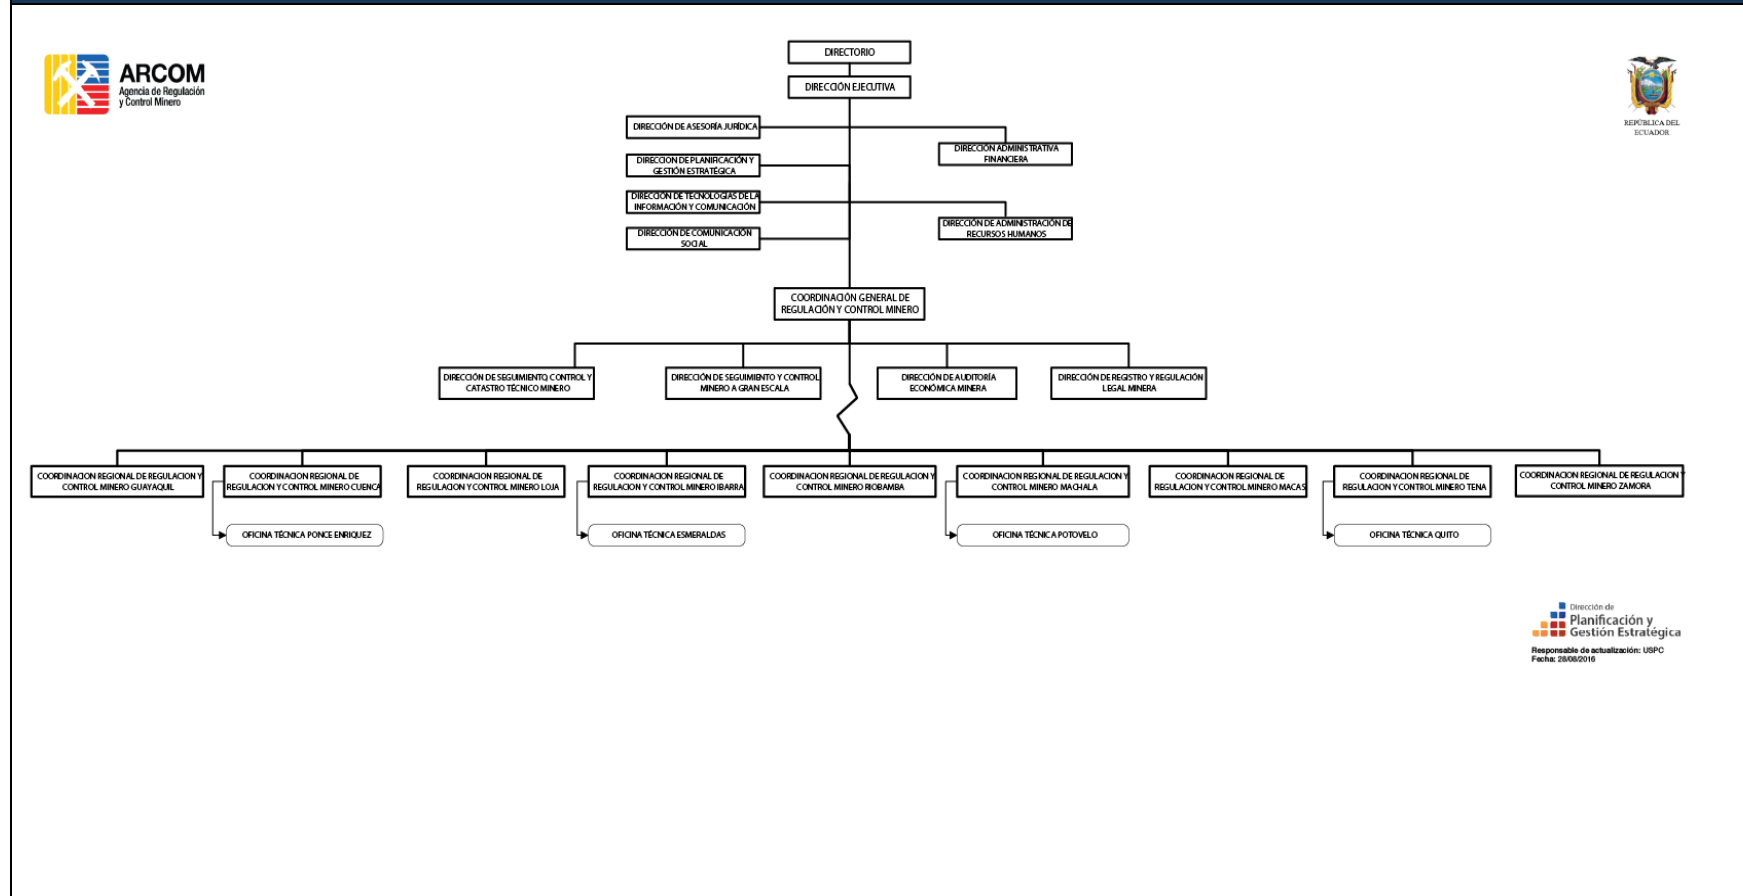 ARCOM
Agencia de Regulación
y Control Minero
REPÚBLICA DEL
ECUADOR
DIRECTORIO
DIRECCIÓN EJECUTIVA
DIRECCIÓN DE ASESORÍA JURÍDICA
DIRECCIÓN ADMINISTRATIVA
FINANCIERA
DIRECCION DE PLANIFICACIÓN Y
GESTIÓN ESTRATÉGICA
DIRECCIÓN DE TECNOLOGIAS DE LA
INFORMACIÓN Y COMUNICACIÓN
DIRECCIÓN DE ADMINISTRACIÓN DE
RECURSOS HUMANOS
DIRECCIÓN DE COMUNICACIÓN
SOCIAL
COORDINACIÓN GENERAL DE
REGULACIÓN Y CONTROL MINERO
DIRECCIÓN DE SEGUIMIENTO, CONTROL Y
CATASTRO TÉCNICO MINERO
DIRECCIÓN DE SEGUIMIENTO Y CONTROL
MINERO A GRAN ESCALA
DIRECCIÓN DE AUDITORÍA
ECONÓMICA MINERA
DIRECCIÓN DE REGISTRO Y REGULACIÓN
LEGAL MINERA
COORDINACION REGIONAL DE REGULACION Y
CONTROL MINERO GUAYAQUIL
COORDINACION REGIONAL DE
REGULACION Y CONTROL MINERO CUENCA
COORDINACION REGIONAL DE
REGULACION Y CONTROL MINERO LOJA
COORDINACION REGIONAL DE
REGULACION Y CONTROL MINERO IBARRA
COORDINACION REGIONAL DE REGULACION Y
CONTROL MINERO RIOBAMBA
COORDINACION REGIONAL DE REGULACION Y
CONTROL MINERO MACHALA
COORDINACION REGIONAL DE
REGULACION Y CONTROL MINERO MACAS
COORDINACION REGIONAL DE
REGULACION Y CONTROL MINERO TENA
COORDINACION REGIONAL DE REGULACION Y
CONTROL MINERO ZAMORA
OFICINA TÉCNICA PONCE ENRIQUEZ
OFICINA TÉCNICA ESMERALDAS
OFICINA TÉCNICA POTOVELO
OFICINA TÉCNICA QUITO
Dirección de
Planificación y
Gestión Estratégica
Responsable de actualización: USPC
Fecha: 28/08/2016